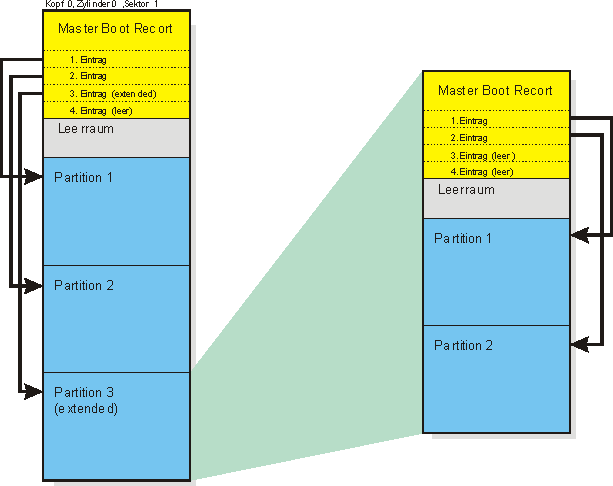 Kopf 0, Zylinder 0 ,Sektor 1
Master Boot Recort
1. Eintrag
2. Eintrag
3. Eintrag (extended)
4. Eintrag (leer)
Leerraum
Partition 1
Partition 2
Partition 3
(extended)
Master Boot Recort
1.Eintrag
2.Eintrag
3.Eintrag (leer )
4.Eintrag (leer)
Leerraum
Partition 1
Partition 2